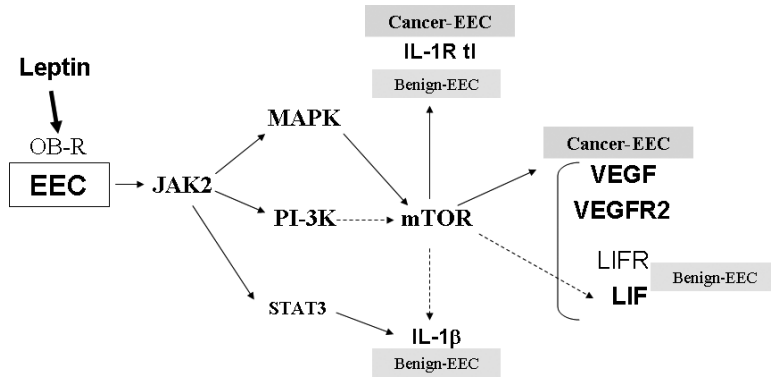 Cancer-EEC
IL-1R tI
Benign-EEC
Leptin
OB-R
EEC
JAK2
MAPK
PI-3K
STAT3
mTOR
IL-1β
Benign-EEC
Cancer-EEC
VEGF
VEGFR2
LIFR
LIF
Benign-EEC